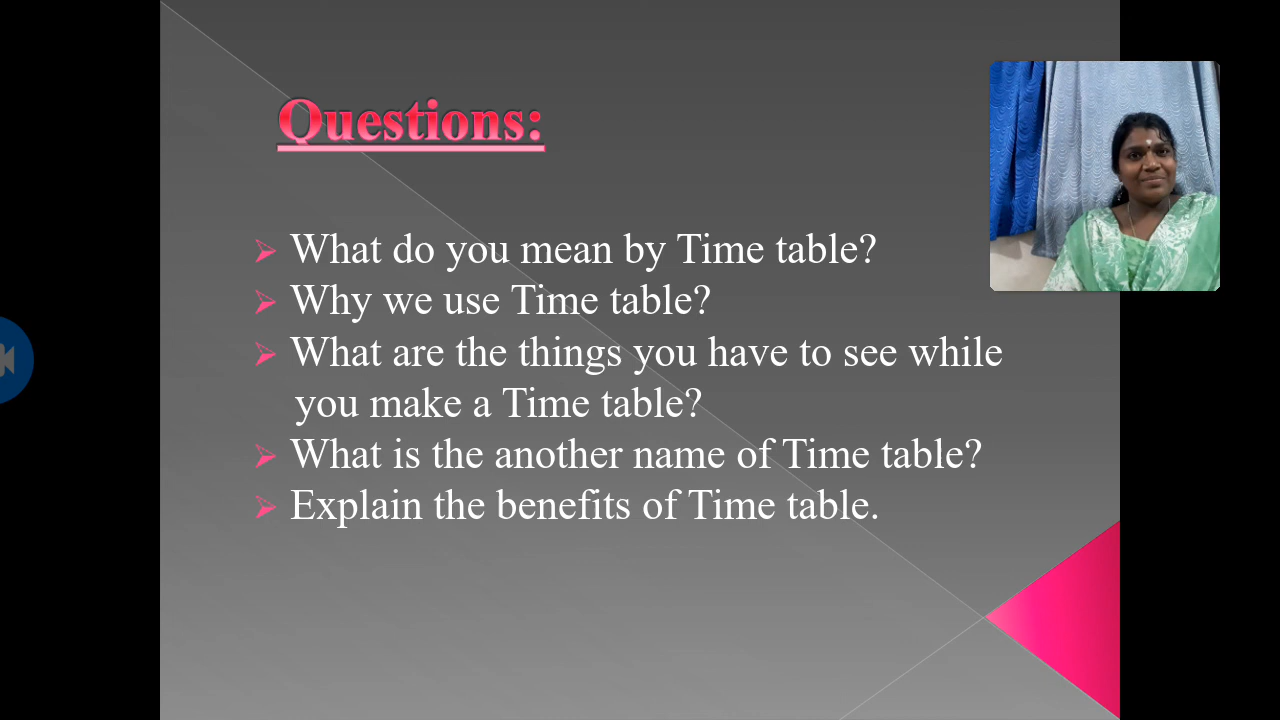 Questions:
What do you mean by Time table?
Why we use Time table?
What are the things you have to see while
you make a Time table?
What is the another name of Time table?
Explain the benefits of Time table.